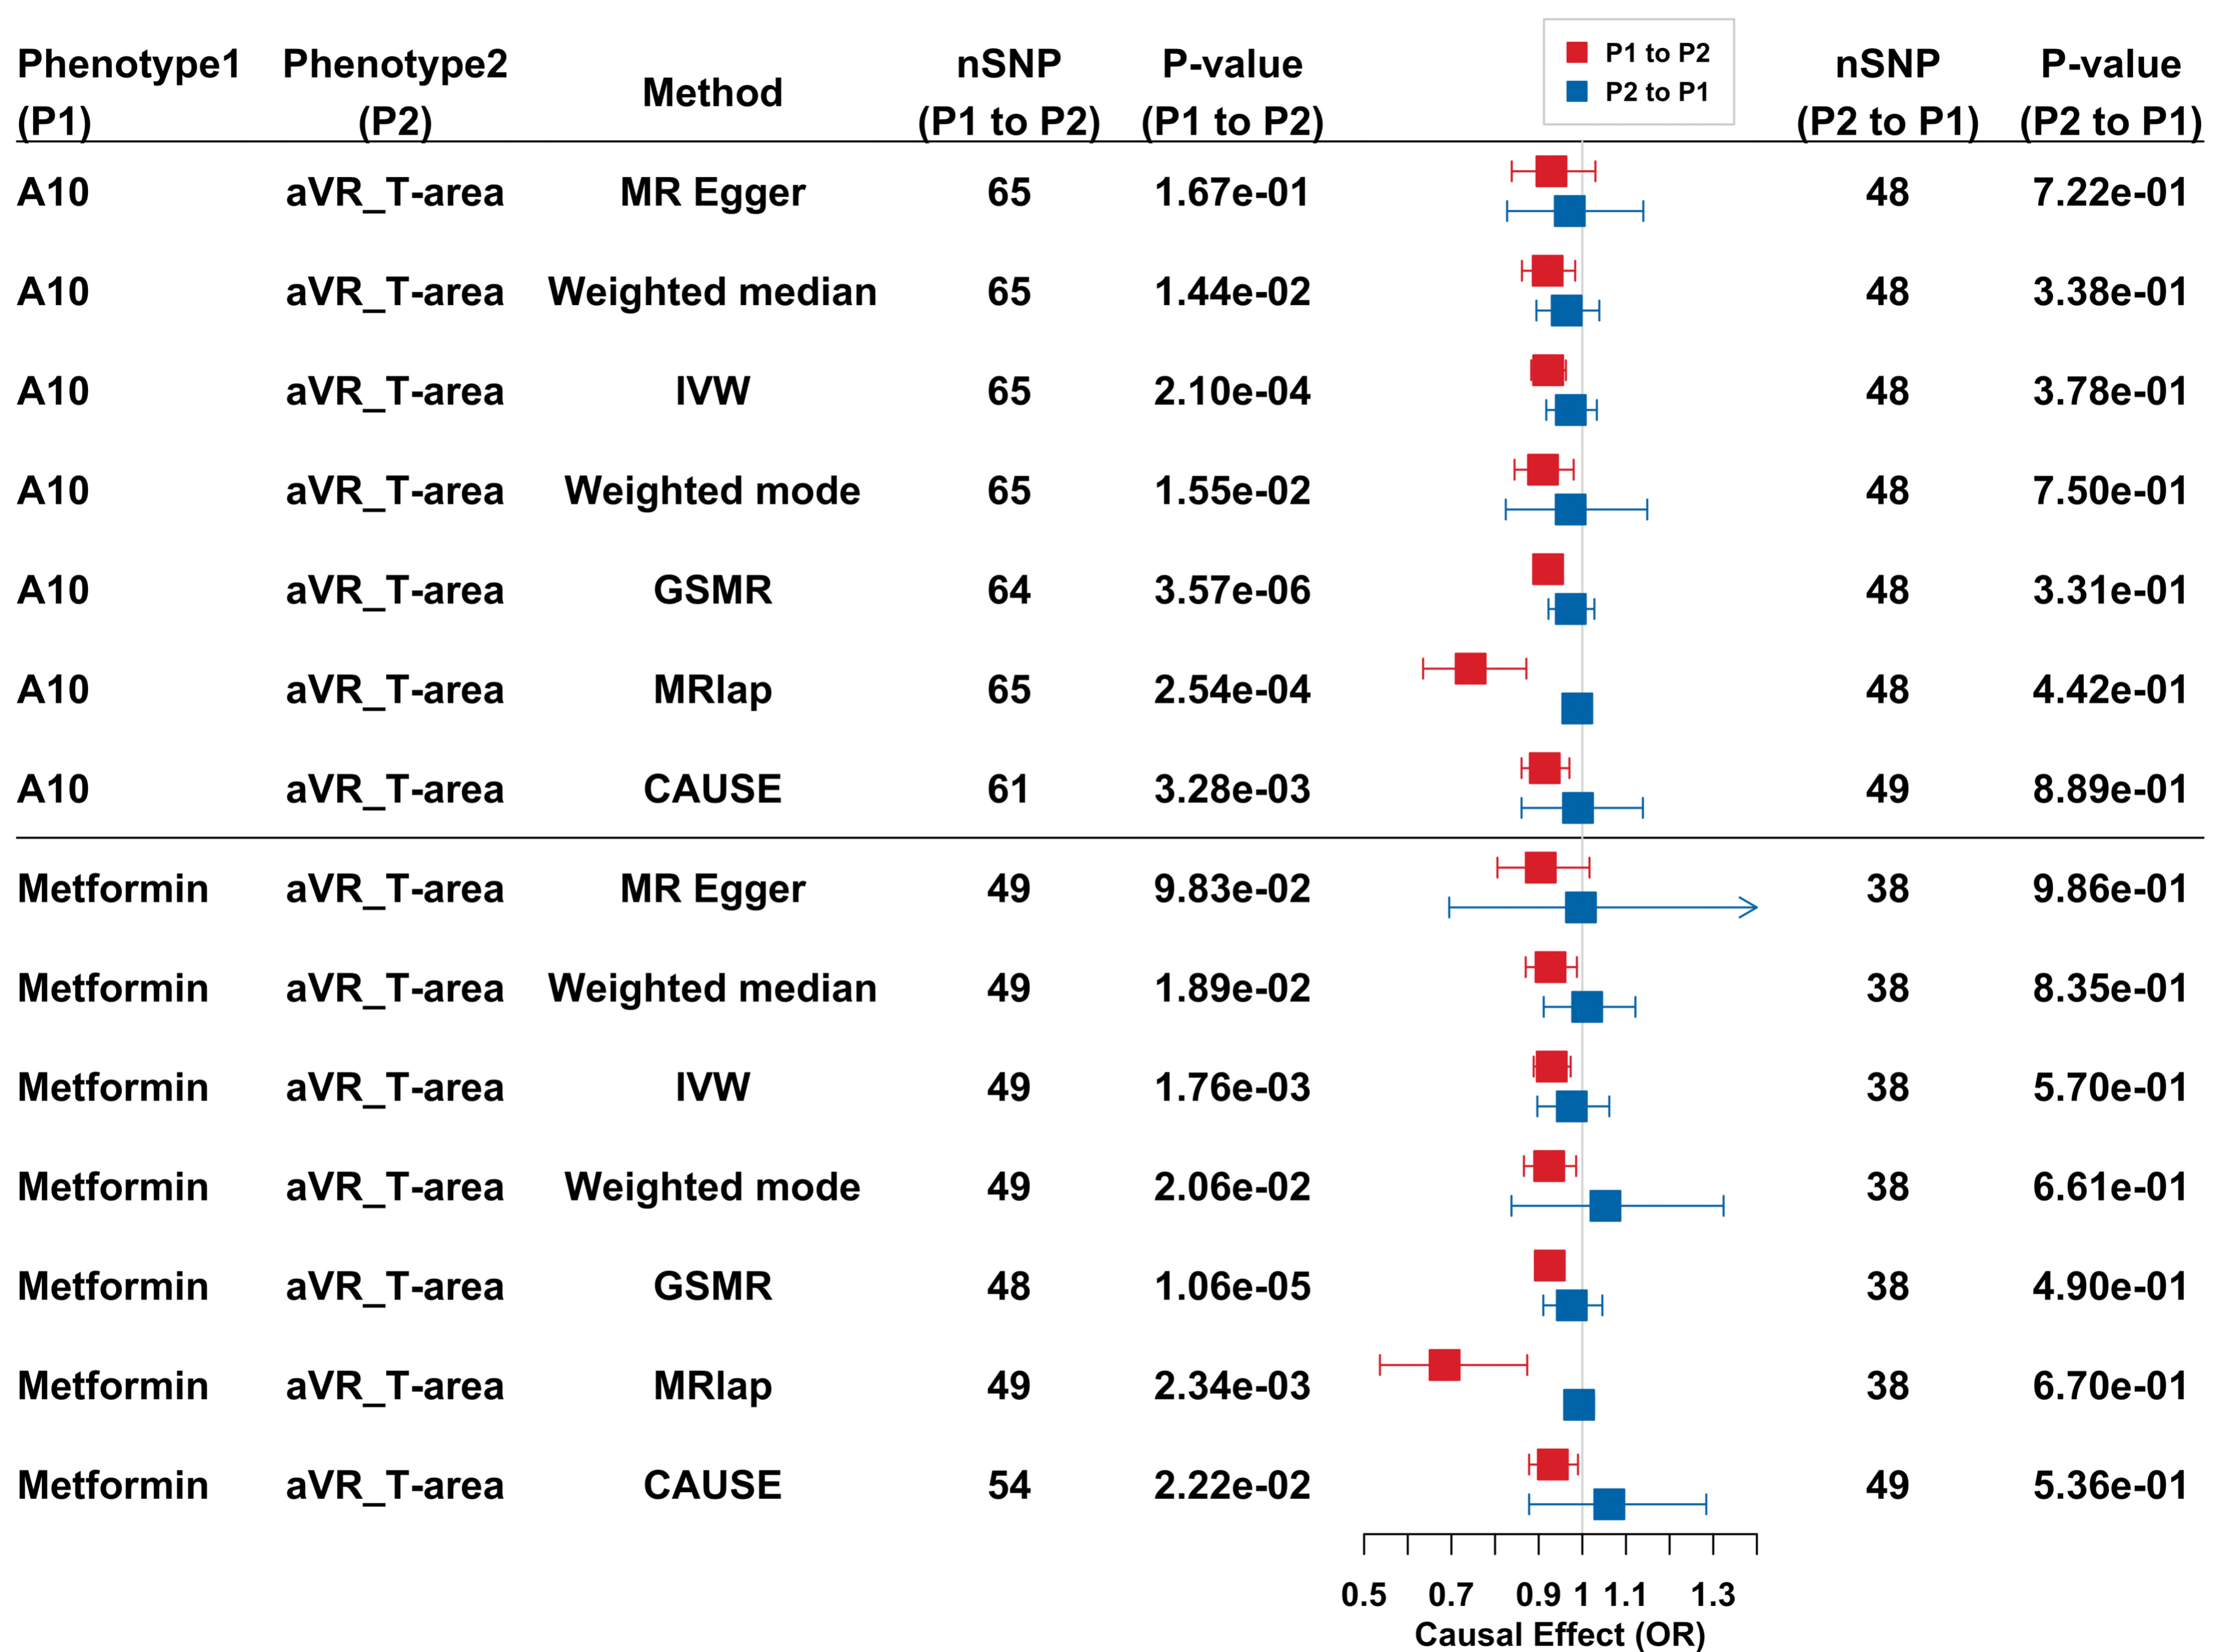 Phenotype1 Phenotype2 nSNP P-value nSNP P-value
Method
(P1) (P2) (P1 to P2) (P1 to P2) (P2 to P1) (P2 to P1)
P1 to P2
P2 to P1
A10 aVR_T-area MR Egger 65 1.67e-01 48 7.22e-01
A10 aVR_T-area Weighted median 65 1.44e-02 48 3.38e-01
A10 aVR_T-area IVW 65 2.10e-04 48 3.78e-01
A10 aVR_T-area Weighted mode 65 1.55e-02 48 7.50e-01
A10 aVR_T-area GSMR 64 3.57e-06 48 3.31e-01
A10 aVR_T-area MRlap 65 2.54e-04 48 4.42e-01
A10 aVR_T-area CAUSE 61 3.28e-03 49 8.89e-01
Metformin aVR_T-area MR Egger 49 9.83e-02 38 9.86e-01
Metformin aVR_T-area Weighted median 49 1.89e-02 38 8.35e-01
Metformin aVR_T-area IVW 49 1.76e-03 38 5.70e-01
Metformin aVR_T-area Weighted mode 49 2.06e-02 38 6.61e-01
Metformin aVR_T-area GSMR 48 1.06e-05 38 4.90e-01
Metformin aVR_T-area MRlap 49 2.34e-03 38 6.70e-01
Metformin aVR_T-area CAUSE 54 2.22e-02 49 5.36e-01
0.5 0.7 0.9 1 1.1 1.3
Causal Effect (OR)